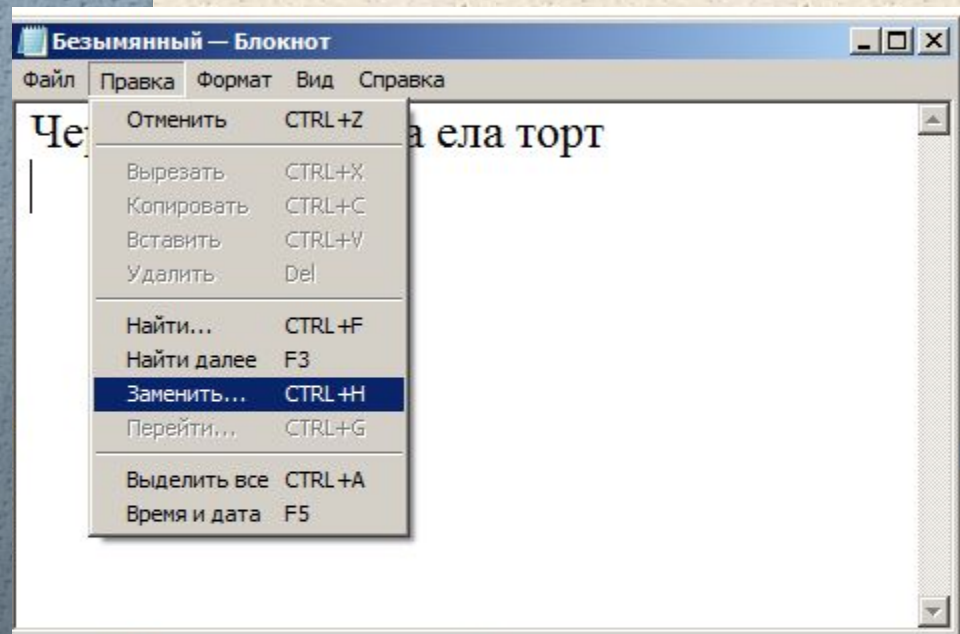 Безымянный — Блокнот
Файл Правка Формат Вид Справка
Отменить CTRL+Z
ела торт
Вырезать CTRL+X
Копировать CTRL+C
Вставить CTRL+V
Удалить Del
Найти... CTRL+F
Найти далее F3
Заменить... CTRL+H
Перейти... CTRL+G
Выделить все CTRL+A
Время и дата F5